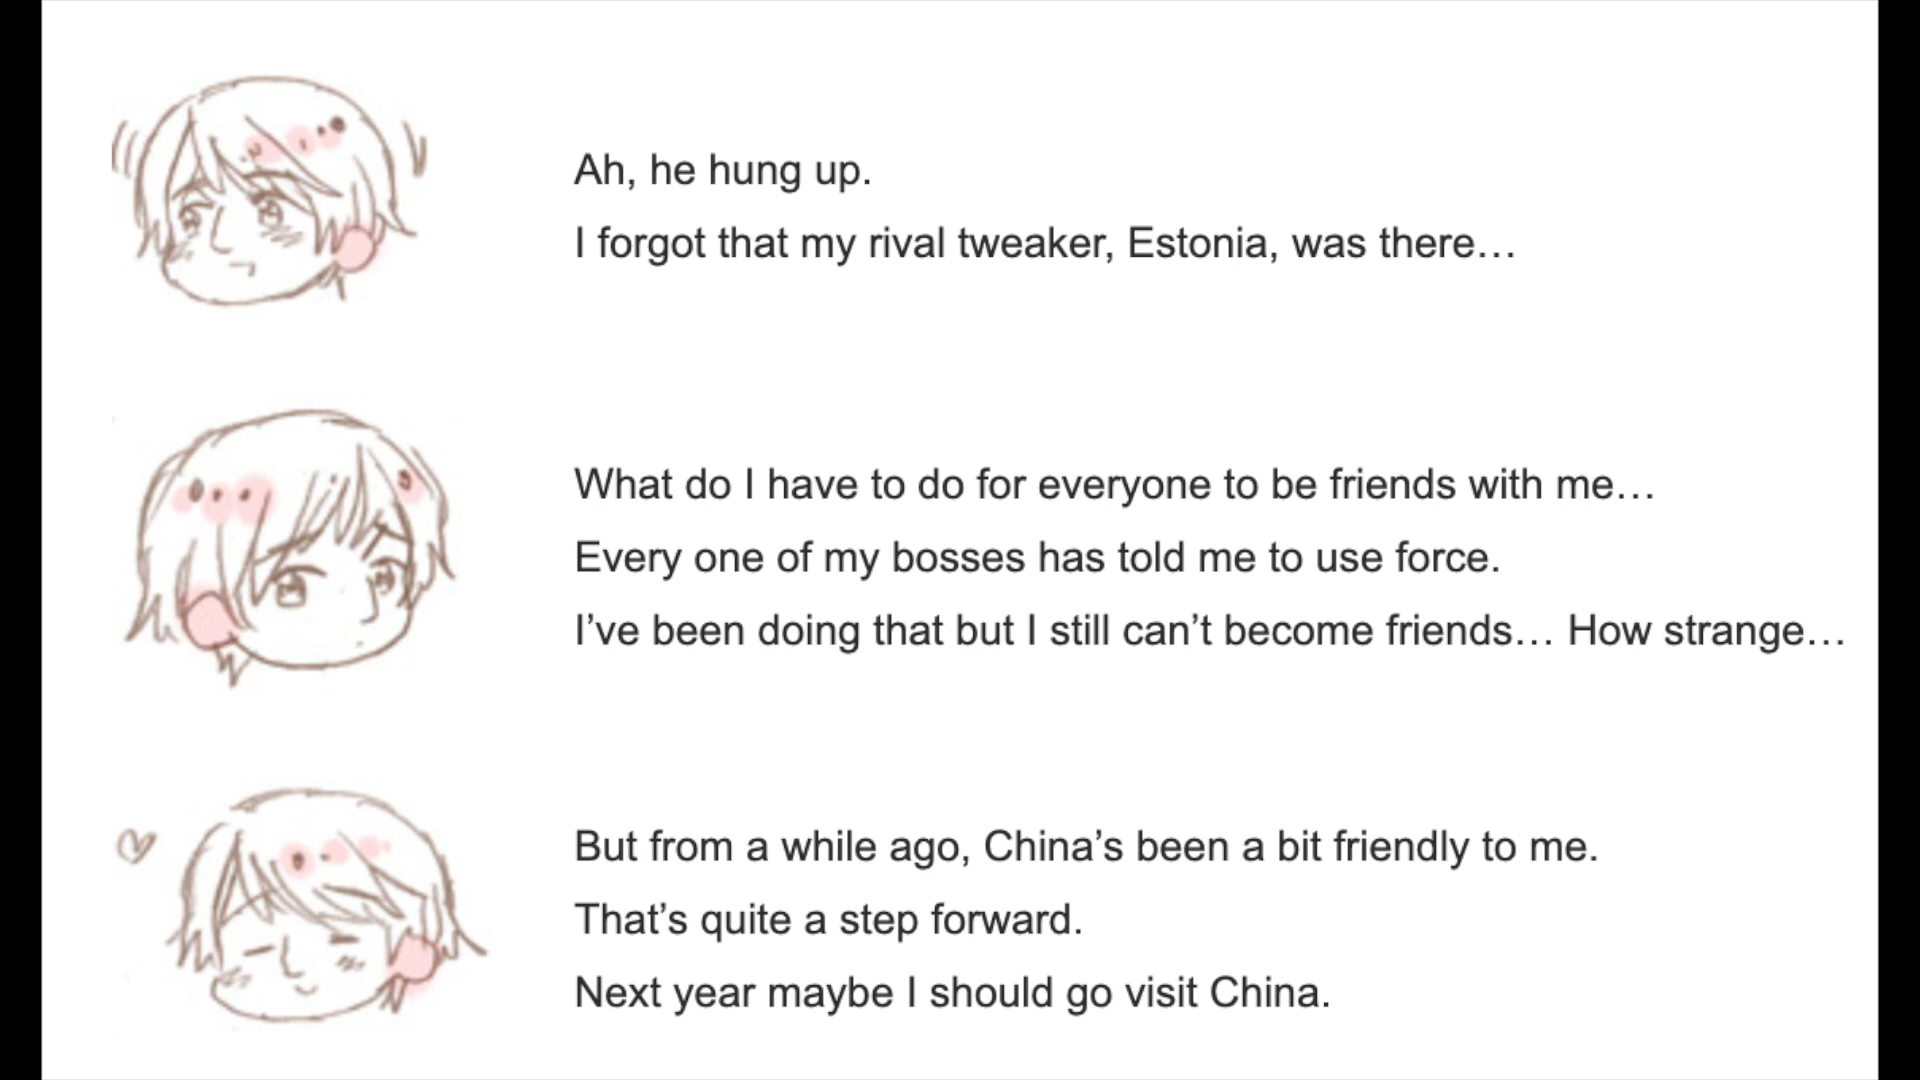 Ah, he hung up.
I forgot that my rival tweaker, Estonia, was there…
What do I have to do for everyone to be friends with me…
Every one of my bosses has told me to use force.
I’ve been doing that but I still can’t become friends… How strange…
But from a while ago, China’s been a bit friendly to me.
That’s quite a step forward.
Next year maybe I should go visit China.